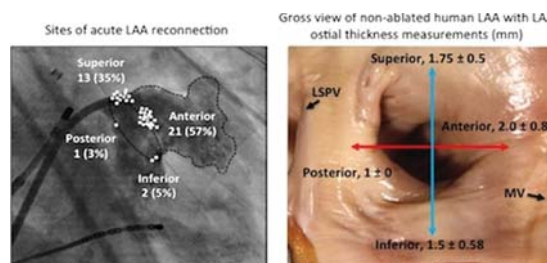 Sites of acute LAA reconnection
Superior
13 (35%)
Anterior
21 (57%)
Posterior
1 (3%)
Inferior
2 (5%)
Gross view of non-ablated human LAA with LA
ostial thickness measurements (mm)
Superior, 1.75 ± 0.5
LSPV
Anterior, 2.0 ± 0.8
Posterior, 1 ± 0
MV
Inferior, 1.5 ± 0.58